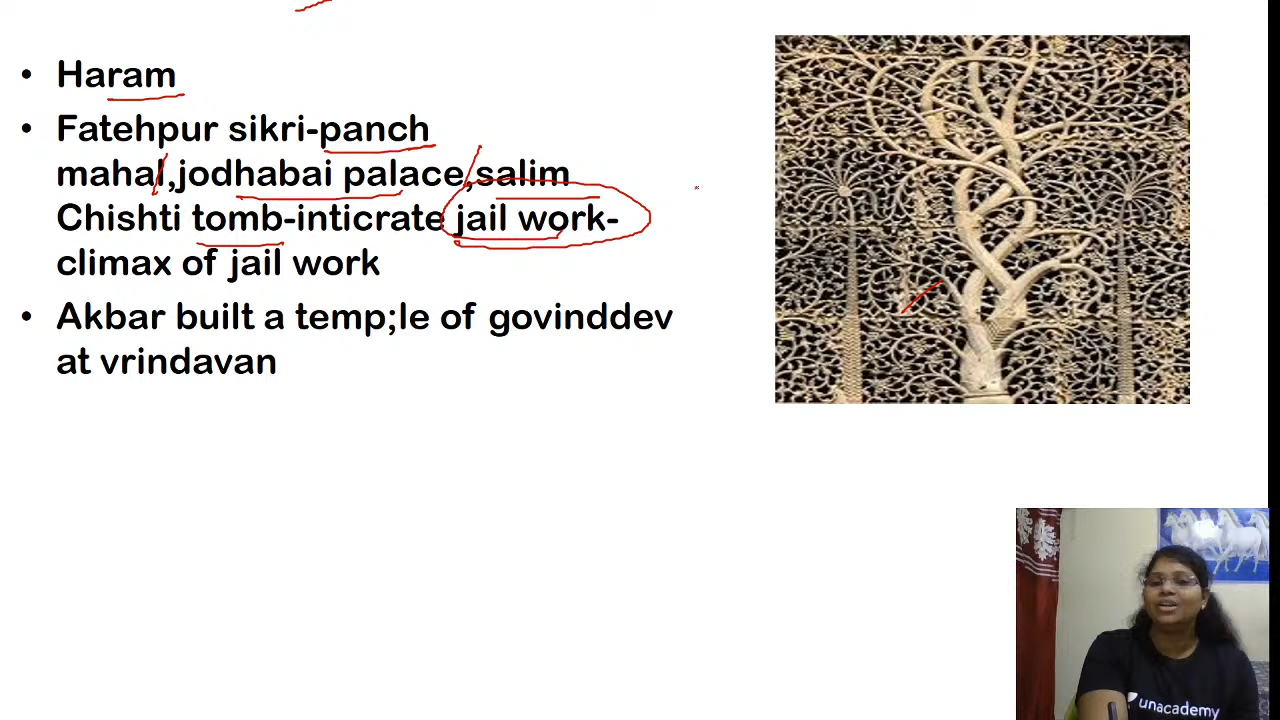 • Haram
• Fatehpur sikri-panch
mahal,jodhabai palace,salim
Chishti tomb-inticrate jail work-
climax of jail work
• Akbar built a temp;le of govinddev
at vrindavan
unacademy